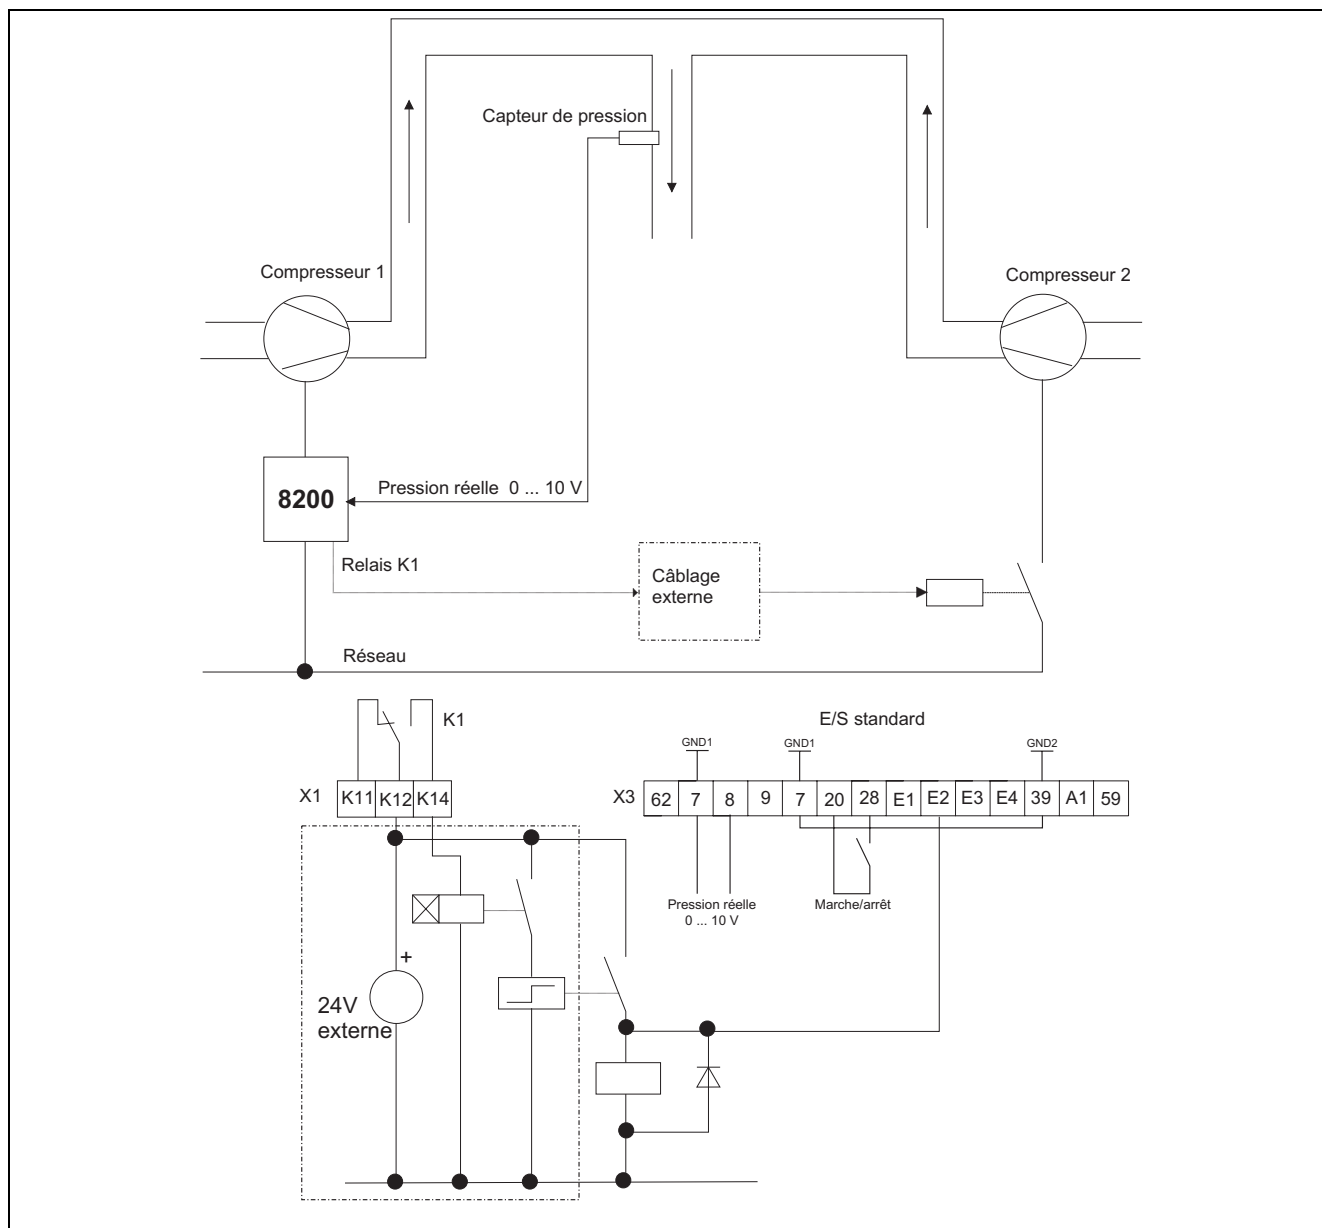 Capteur de pression
Compresseur 1
Compresseur 2
8200
Pression réelle 0 ... 10 V
Relais K1
Câblage
externe
Réseau
K1
E/S standard
GND1
GND1
GND2
X1
K11 K12 K14
X3
62 7 8 9 7 20 28 E1 E2 E3 E4 39 A1 59
Pression réelle
0 ... 10 V
Marche/arrêt
+
24V
externe